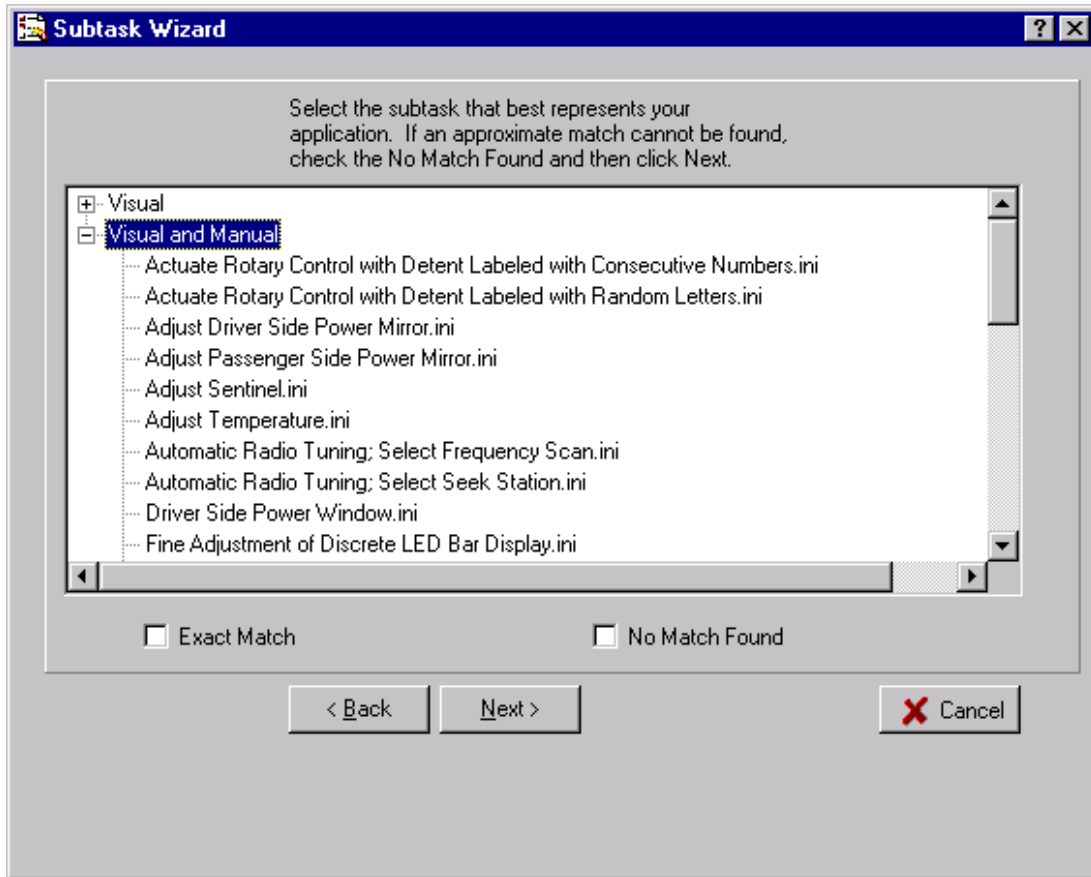 Subtask Wizard
Select the subtask that best represents your
application. If an approximate match cannot be found,
check the No Match Found and then click Next.
Visual
Visual and Manual
Actuate Rotary Control with Detent Labeled with Consecutive Numbers.ini
Actuate Rotary Control with Detent Labeled with Random Letters.ini
Adjust Driver Side Power Mirror.ini
Adjust Passenger Side Power Mirror.ini
Adjust Sentinel.ini
Adjust Temperature.ini
Automatic Radio Tuning; Select Frequency Scan.ini
Automatic Radio Tuning; Select Seek Station.ini
Driver Side Power Window.ini
Fine Adjustment of Discrete LED Bar Display.ini
Exact Match
No Match Found
< Back
Next >
Cancel